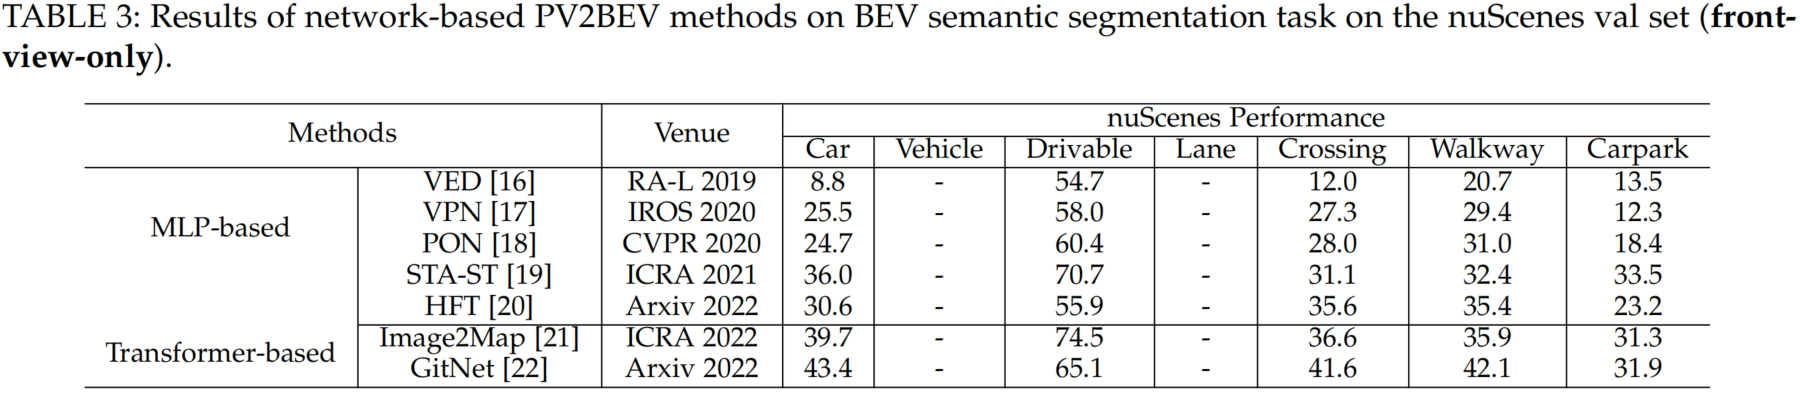 TABLE 3: Results of network-based PV2BEV methods on BEV semantic segmentation task on the nuScenes val set (front-
view-only).
Methods Venue nuScenes Performance
Car Vehicle Drivable Lane Crossing Walkway Carpark
MLP-based
VED [16] RA-L 2019 8.8 - 54.7 - 12.0 20.7 13.5
VPN [17] IROS 2020 25.5 - 58.0 - 27.3 29.4 12.3
PON [18] CVPR 2020 24.7 - 60.4 - 28.0 31.0 18.4
STA-ST [19] ICRA 2021 36.0 - 70.7 - 31.1 32.4 33.5
HFT [20] Arxiv 2022 30.6 - 55.9 - 35.6 35.4 23.2
Transformer-based
Image2Map [21] ICRA 2022 39.7 - 74.5 - 36.6 35.9 31.3
GitNet [22] Arxiv 2022 43.4 - 65.1 - 41.6 42.1 31.9